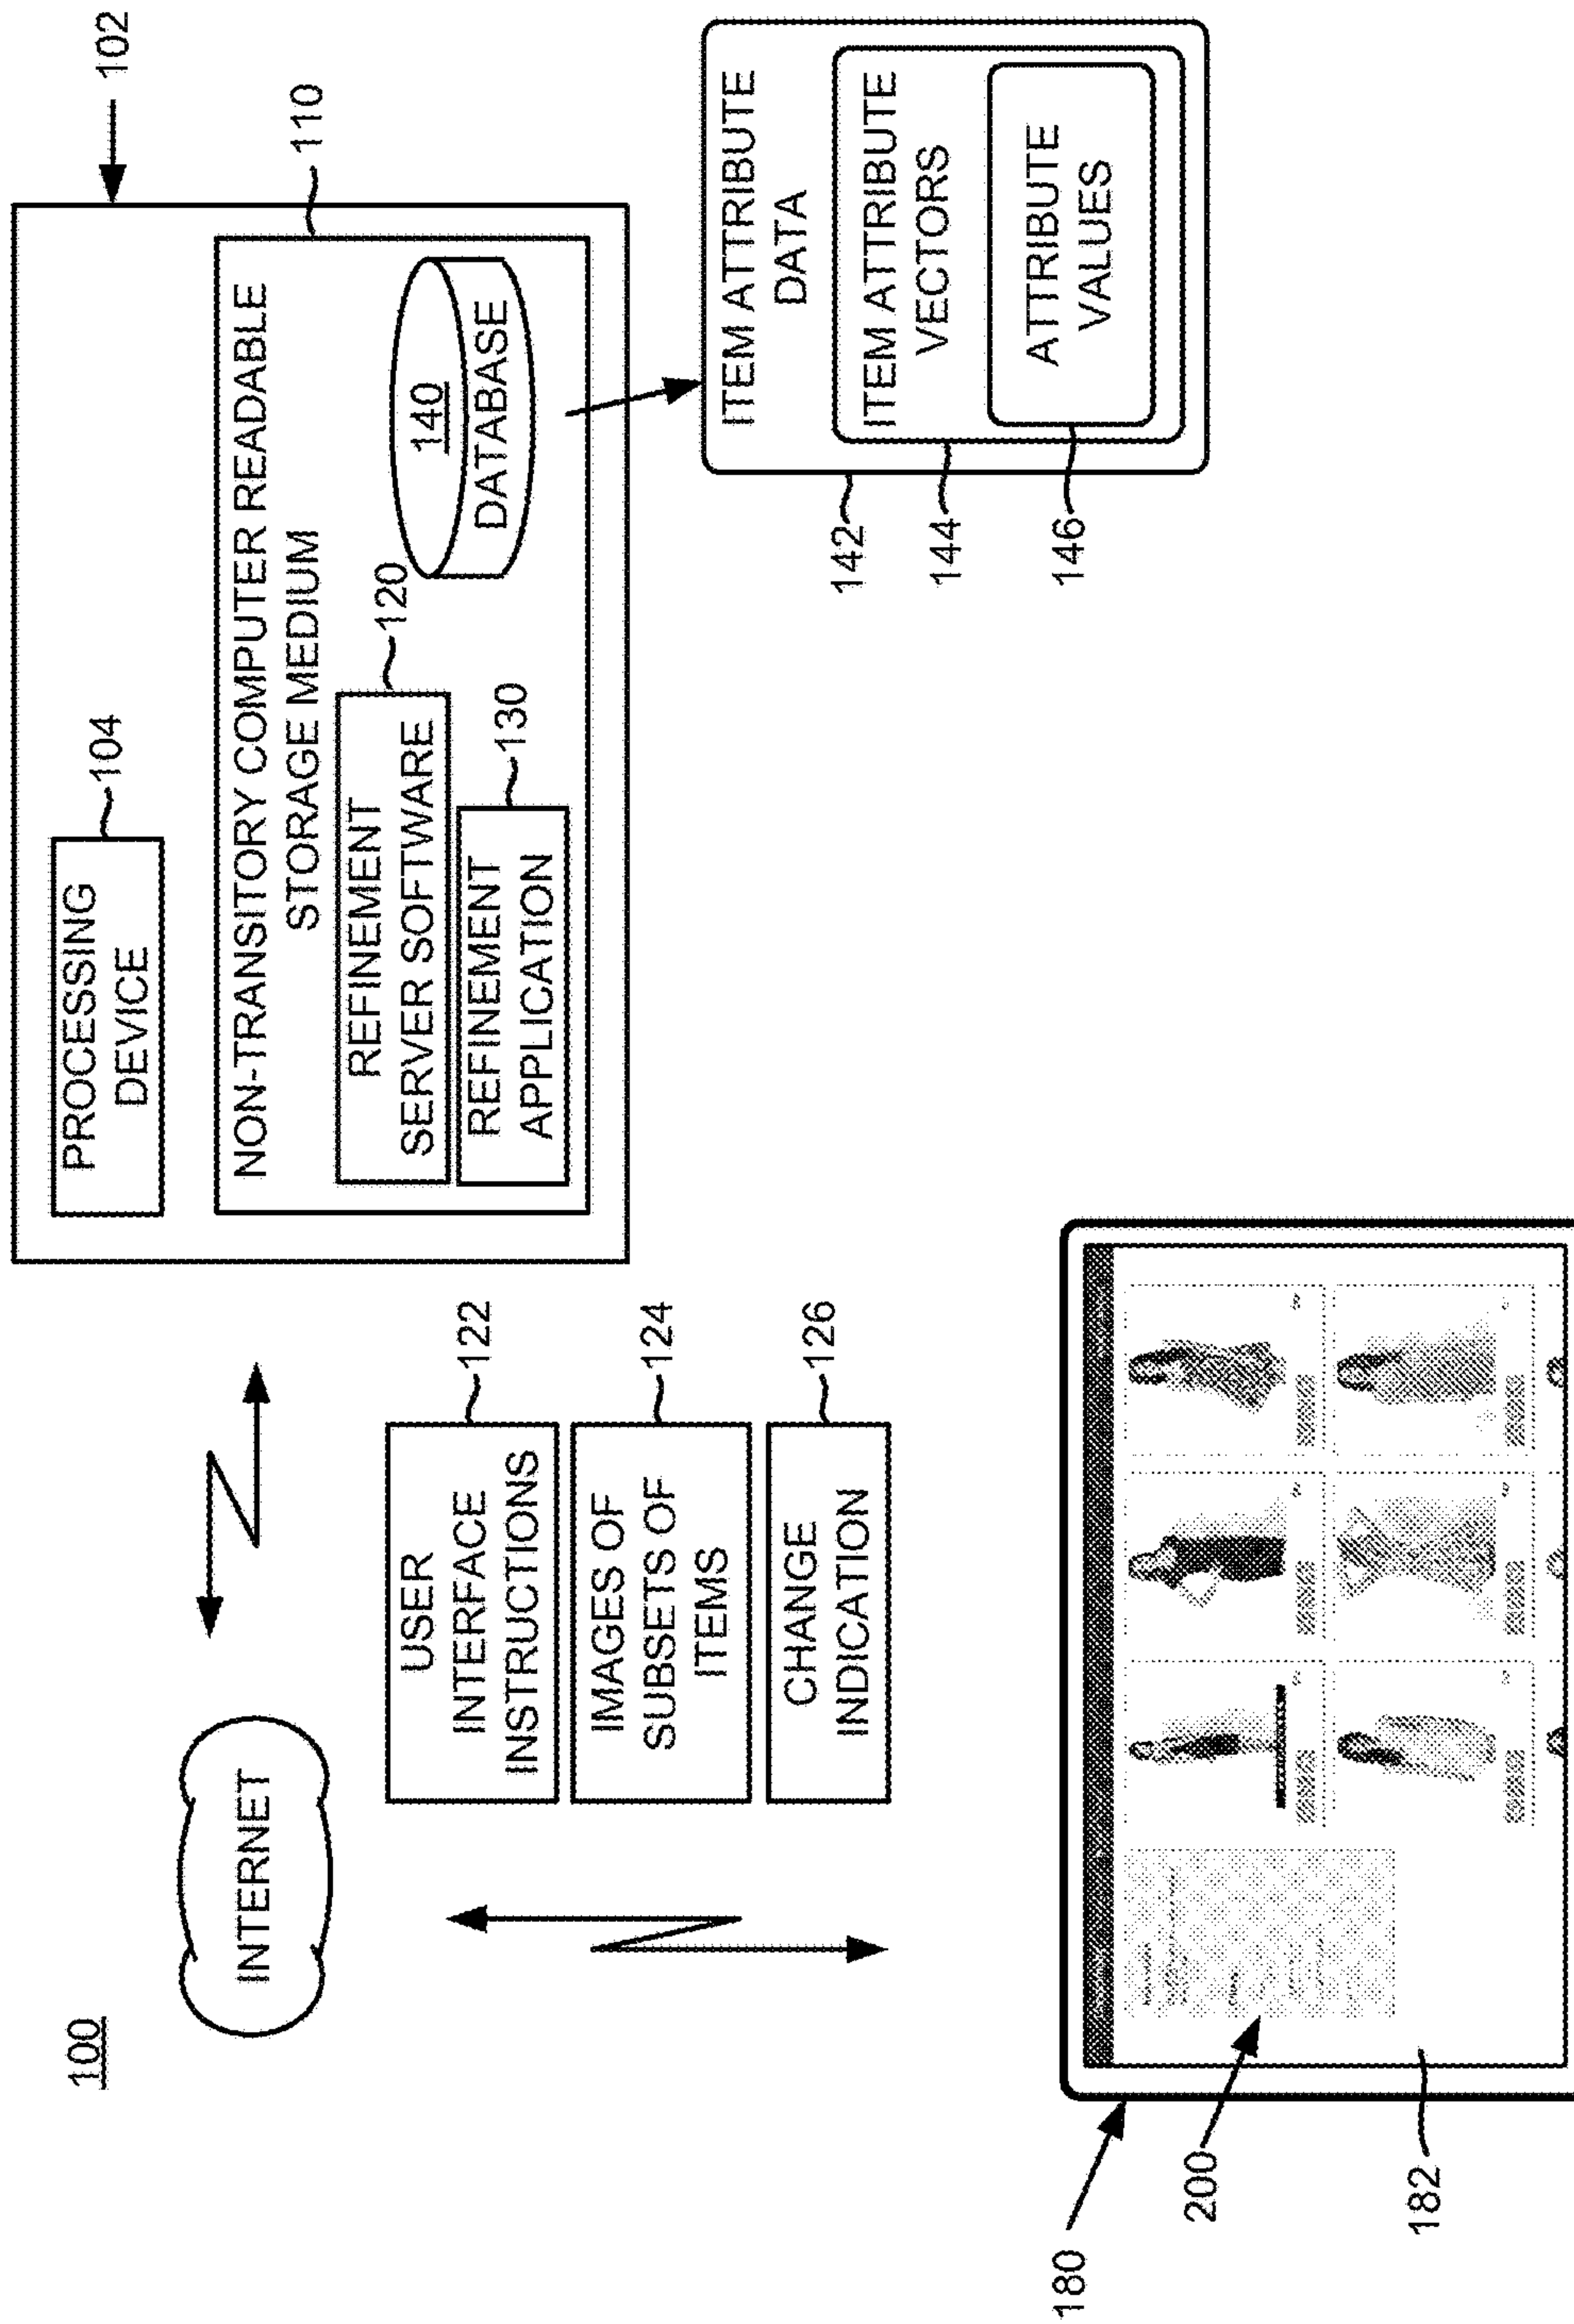 100
102
PROCESSING
DEVICE
104
NON-TRANSITORY COMPUTER READABLE
STORAGE MEDIUM
110
REFINEMENT
SERVER SOFTWARE
120
REFINEMENT
APPLICATION
130
140
DATABASE
INTERNET
USER
INTERFACE
INSTRUCTIONS
122
IMAGES OF
SUBSETS OF
ITEMS
124
CHANGE
INDICATION
126
ITEM ATTRIBUTE
DATA
ITEM ATTRIBUTE
VECTORS
ATTRIBUTE
VALUES
142
144
146
180
200
182